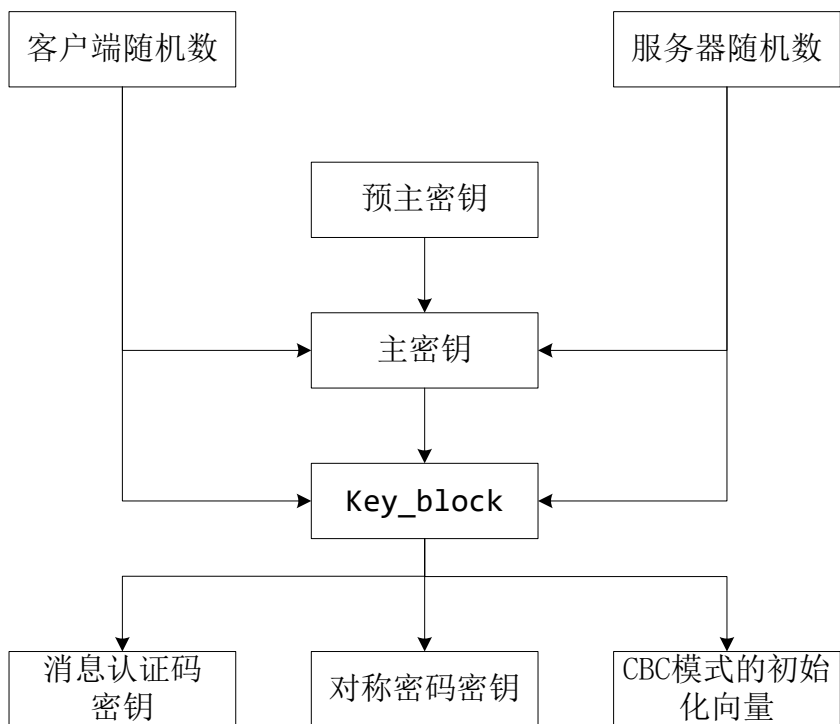 客户端随机数
服务器随机数
预主密钥
主密钥
Key_block
消息认证码
密钥
对称密码密钥
CBC模式的初始
化向量